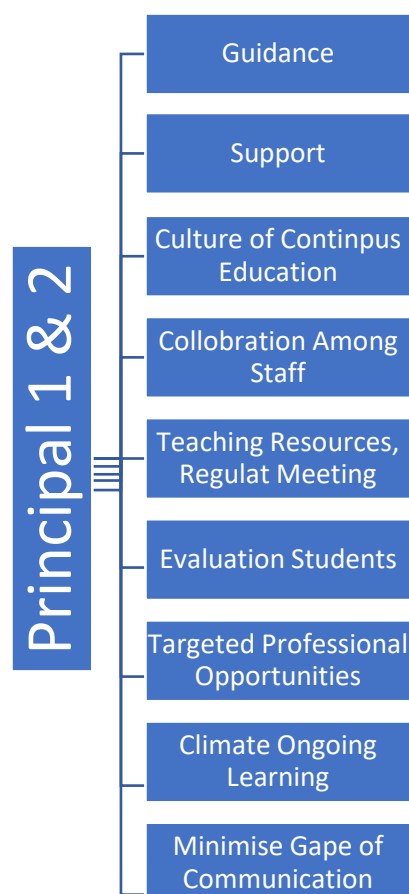 Principal 1 & 2
Guidance
Support
Culture of Continpus
Education
Collobration Among
Staff
Teaching Resources,
Regulat Meeting
Evaluation Students
Targeted Professional
Opportunities
Climate Ongoing
Learning
Minimise Gape of
Communication